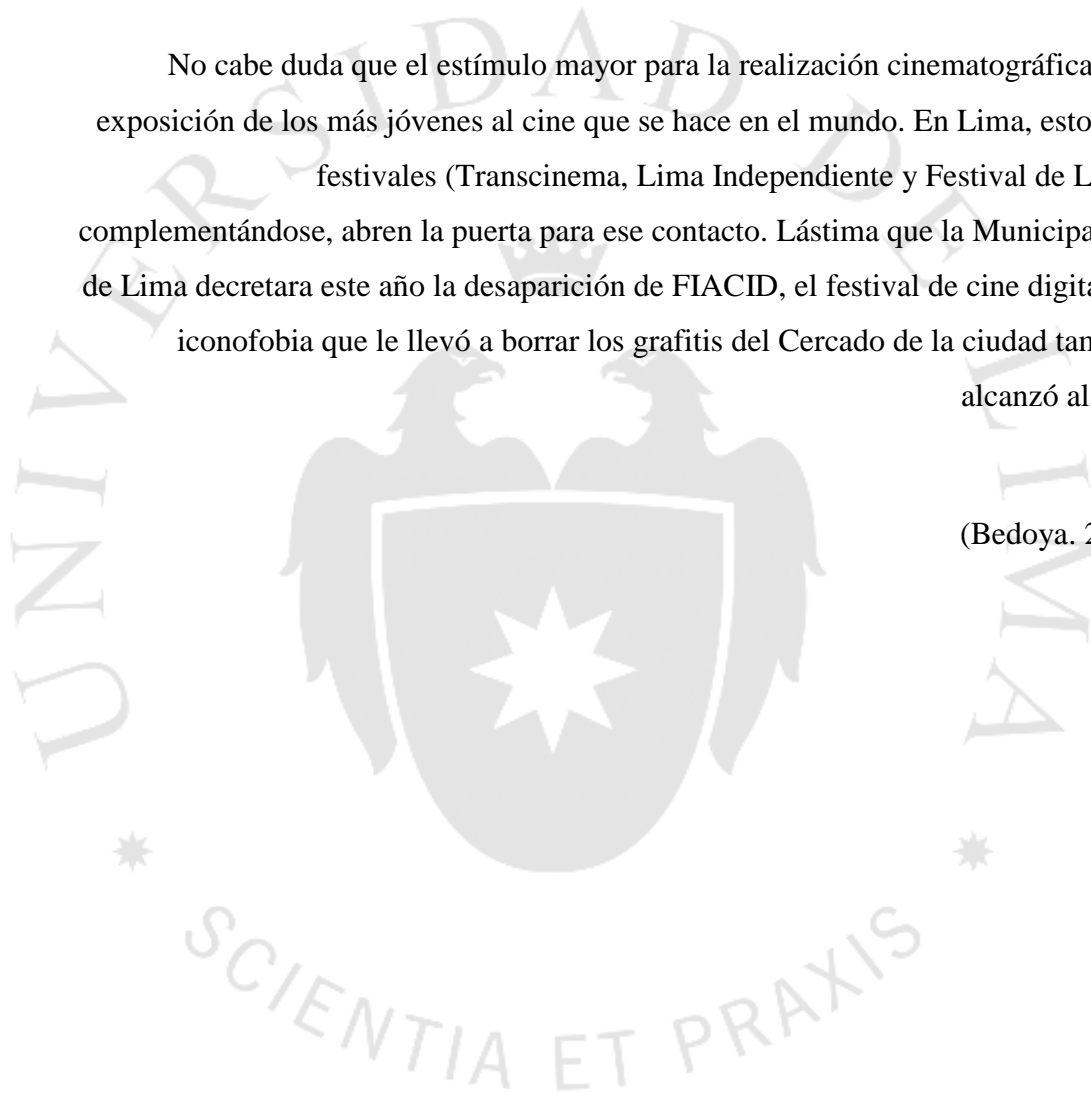 No cabe duda que el estímulo mayor para la realización cinematográfica
exposición de los más jóvenes al cine que se hace en el mundo. En Lima, esto
festivales (Transcinema, Lima Independiente y Festival de L
complementándose, abren la puerta para ese contacto. Lástima que la Municipa
de Lima decretara este año la desaparición de FIACID, el festival de cine digita
iconofobia que le llevó a borrar los grafitis del Cercado de la ciudad tan
alcanzó al
(Bedoya. 2
UNIVERSIDAD DE LIMA
SCIENTIA ET PRAXIS